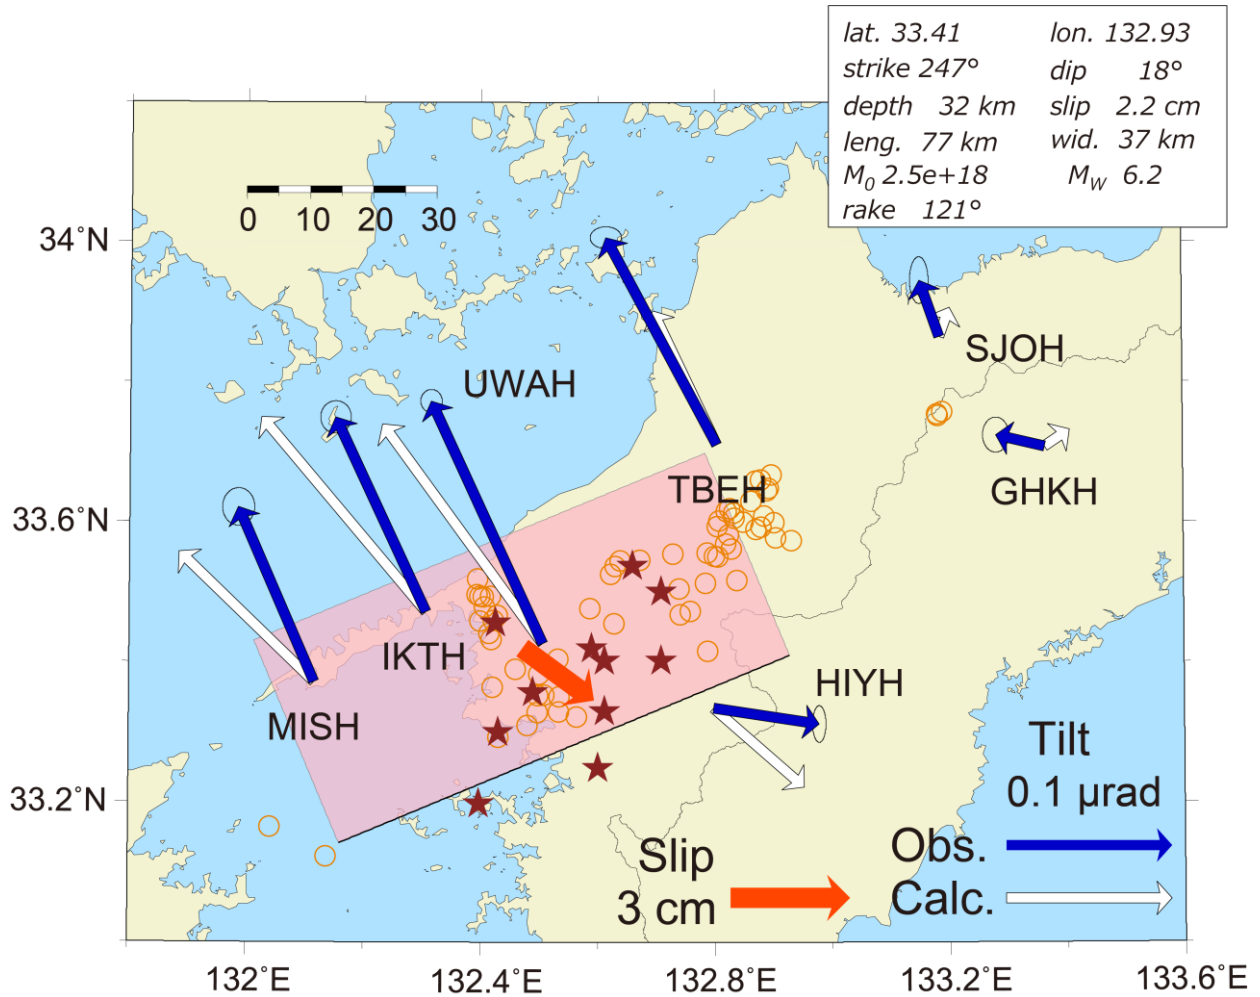 lat. 33.41 lon. 132.93
strike 247° dip 18°
depth 32 km slip 2.2 cm
leng. 77 km wid. 37 km
M0 2.5e+18 MW 6.2
rake 121°
0 10 20 30
34°N
33.6°N
33.2°N
UWAH
SJOH
TBEH
GHKH
IKTH
HIYH
MISH
Tilt
0.1 μrad
Obs.
Calc.
Slip
3 cm
132°E 132.4°E 132.8°E 133.2°E 133.6°E